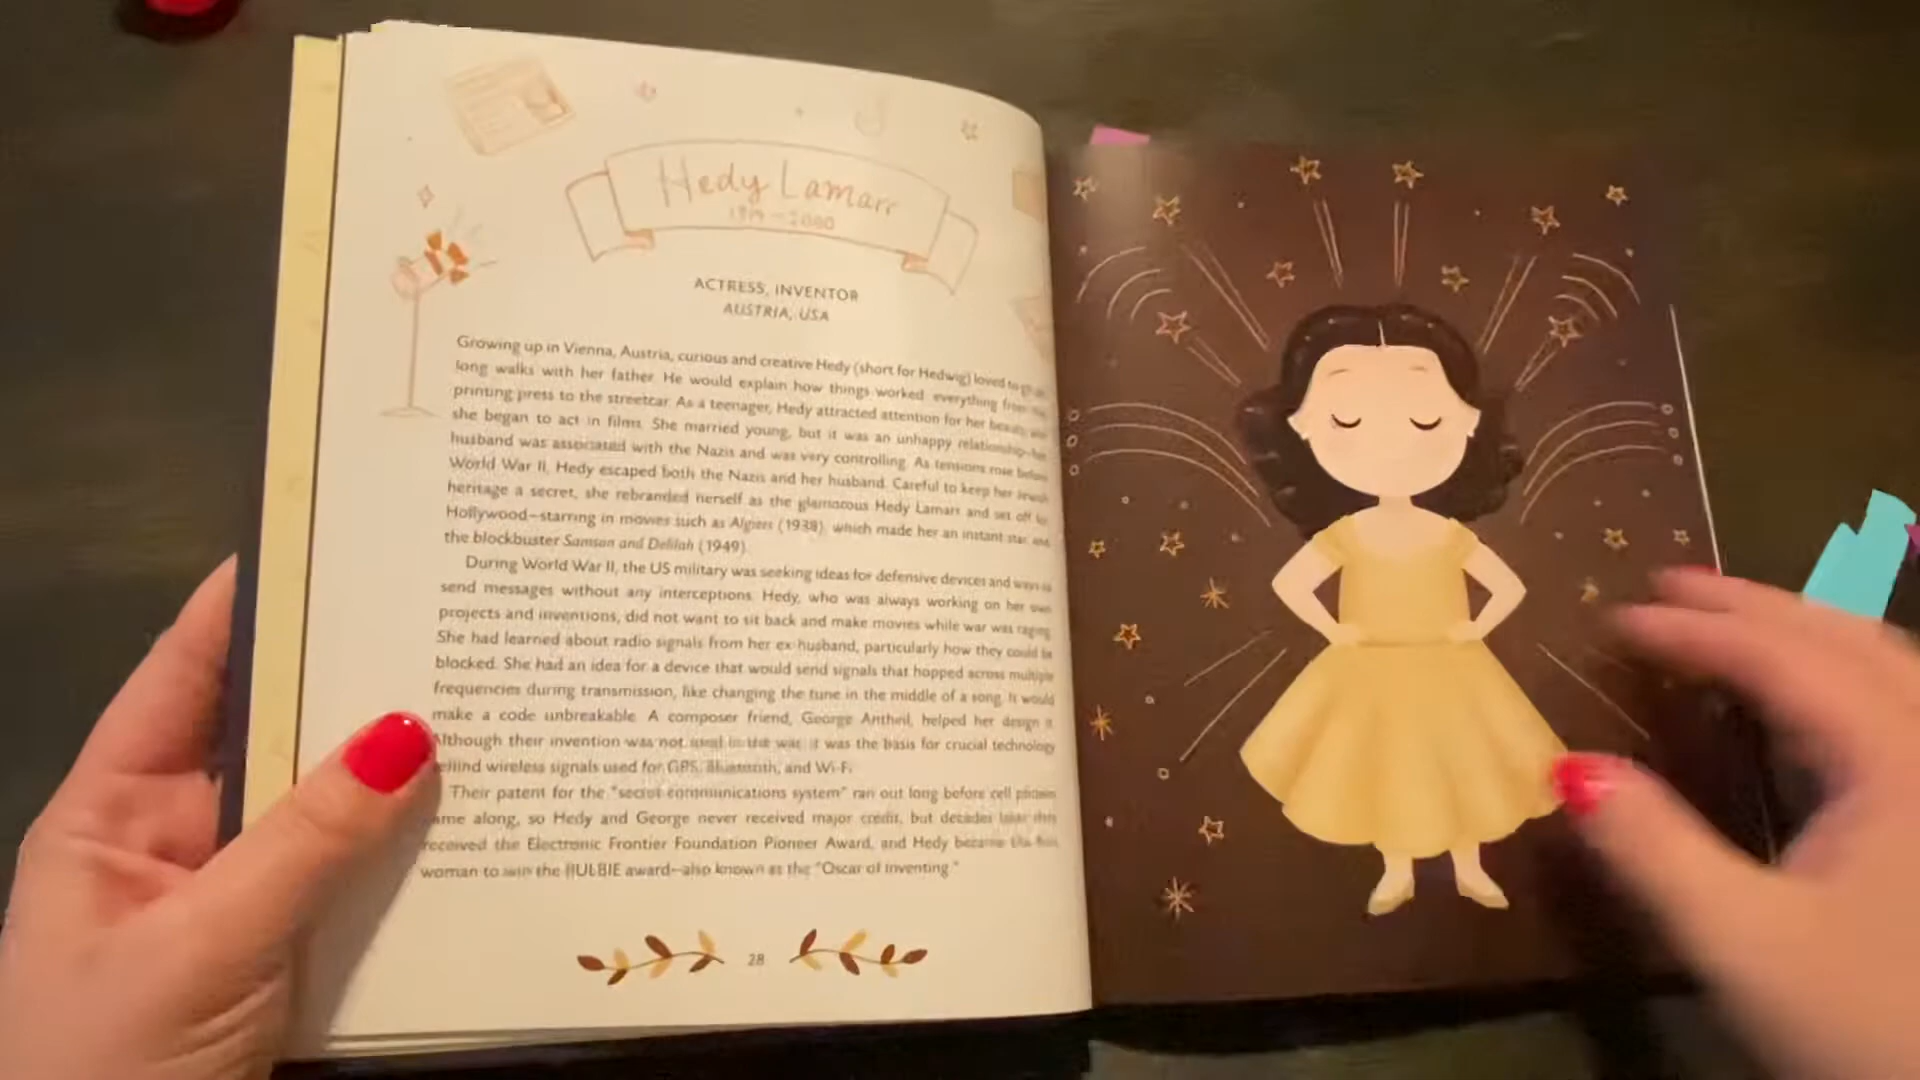 Hedy Lamarr
ACTRESS, INVENTOR
AUSTRIA, USA
Growing up in Vienna, Austria, curious and creative Hedy (short for Hedwig) loved to
long walks with her father. He would explain how things worked everything from
printing press to the streetcar. As a teenager, Hedy attracted attention for her beauty
she began to act in films. She married young, but it was an unhappy relationship
husband was associated with the Nazis and was very controlling. As tensions rose before
World War II, Hedy escaped both the Nazis and her husband. Careful to keep her Jewish
heritage a secret, she rebranded herself as the glamorous Hedy Lamarr and set off for
Hollywood—starring in movies such as Algiers (1938), which made her an instant star, and
the blockbuster Samson and Delilah (1949).
During World War II, the US military was seeking ideas for defensive devices and ways to
send messages without any interceptions. Hedy, who was always working on her own
projects and inventions, did not want to sit back and make movies while war was raging.
She had learned about radio signals from her ex-husband, particularly how they could be
blocked. She had an idea for a device that would send signals that hopped across multiple
frequencies during transmission, like changing the tune in the middle of a song. It would
make a code unbreakable. A composer friend, George Antheil, helped her design it.
Although their invention was not used in the war, it was the basis for crucial technology
behind wireless signals used for GPS, Bluetooth, and Wi-Fi.
Their patent for the "secret communications system" ran out long before cell phones
came along, so Hedy and George never received major credit, but decades later they
received the Electronic Frontier Foundation Pioneer Award, and Hedy became the first
woman to win the BULBIE award—also known as the "Oscar of Inventing."
28